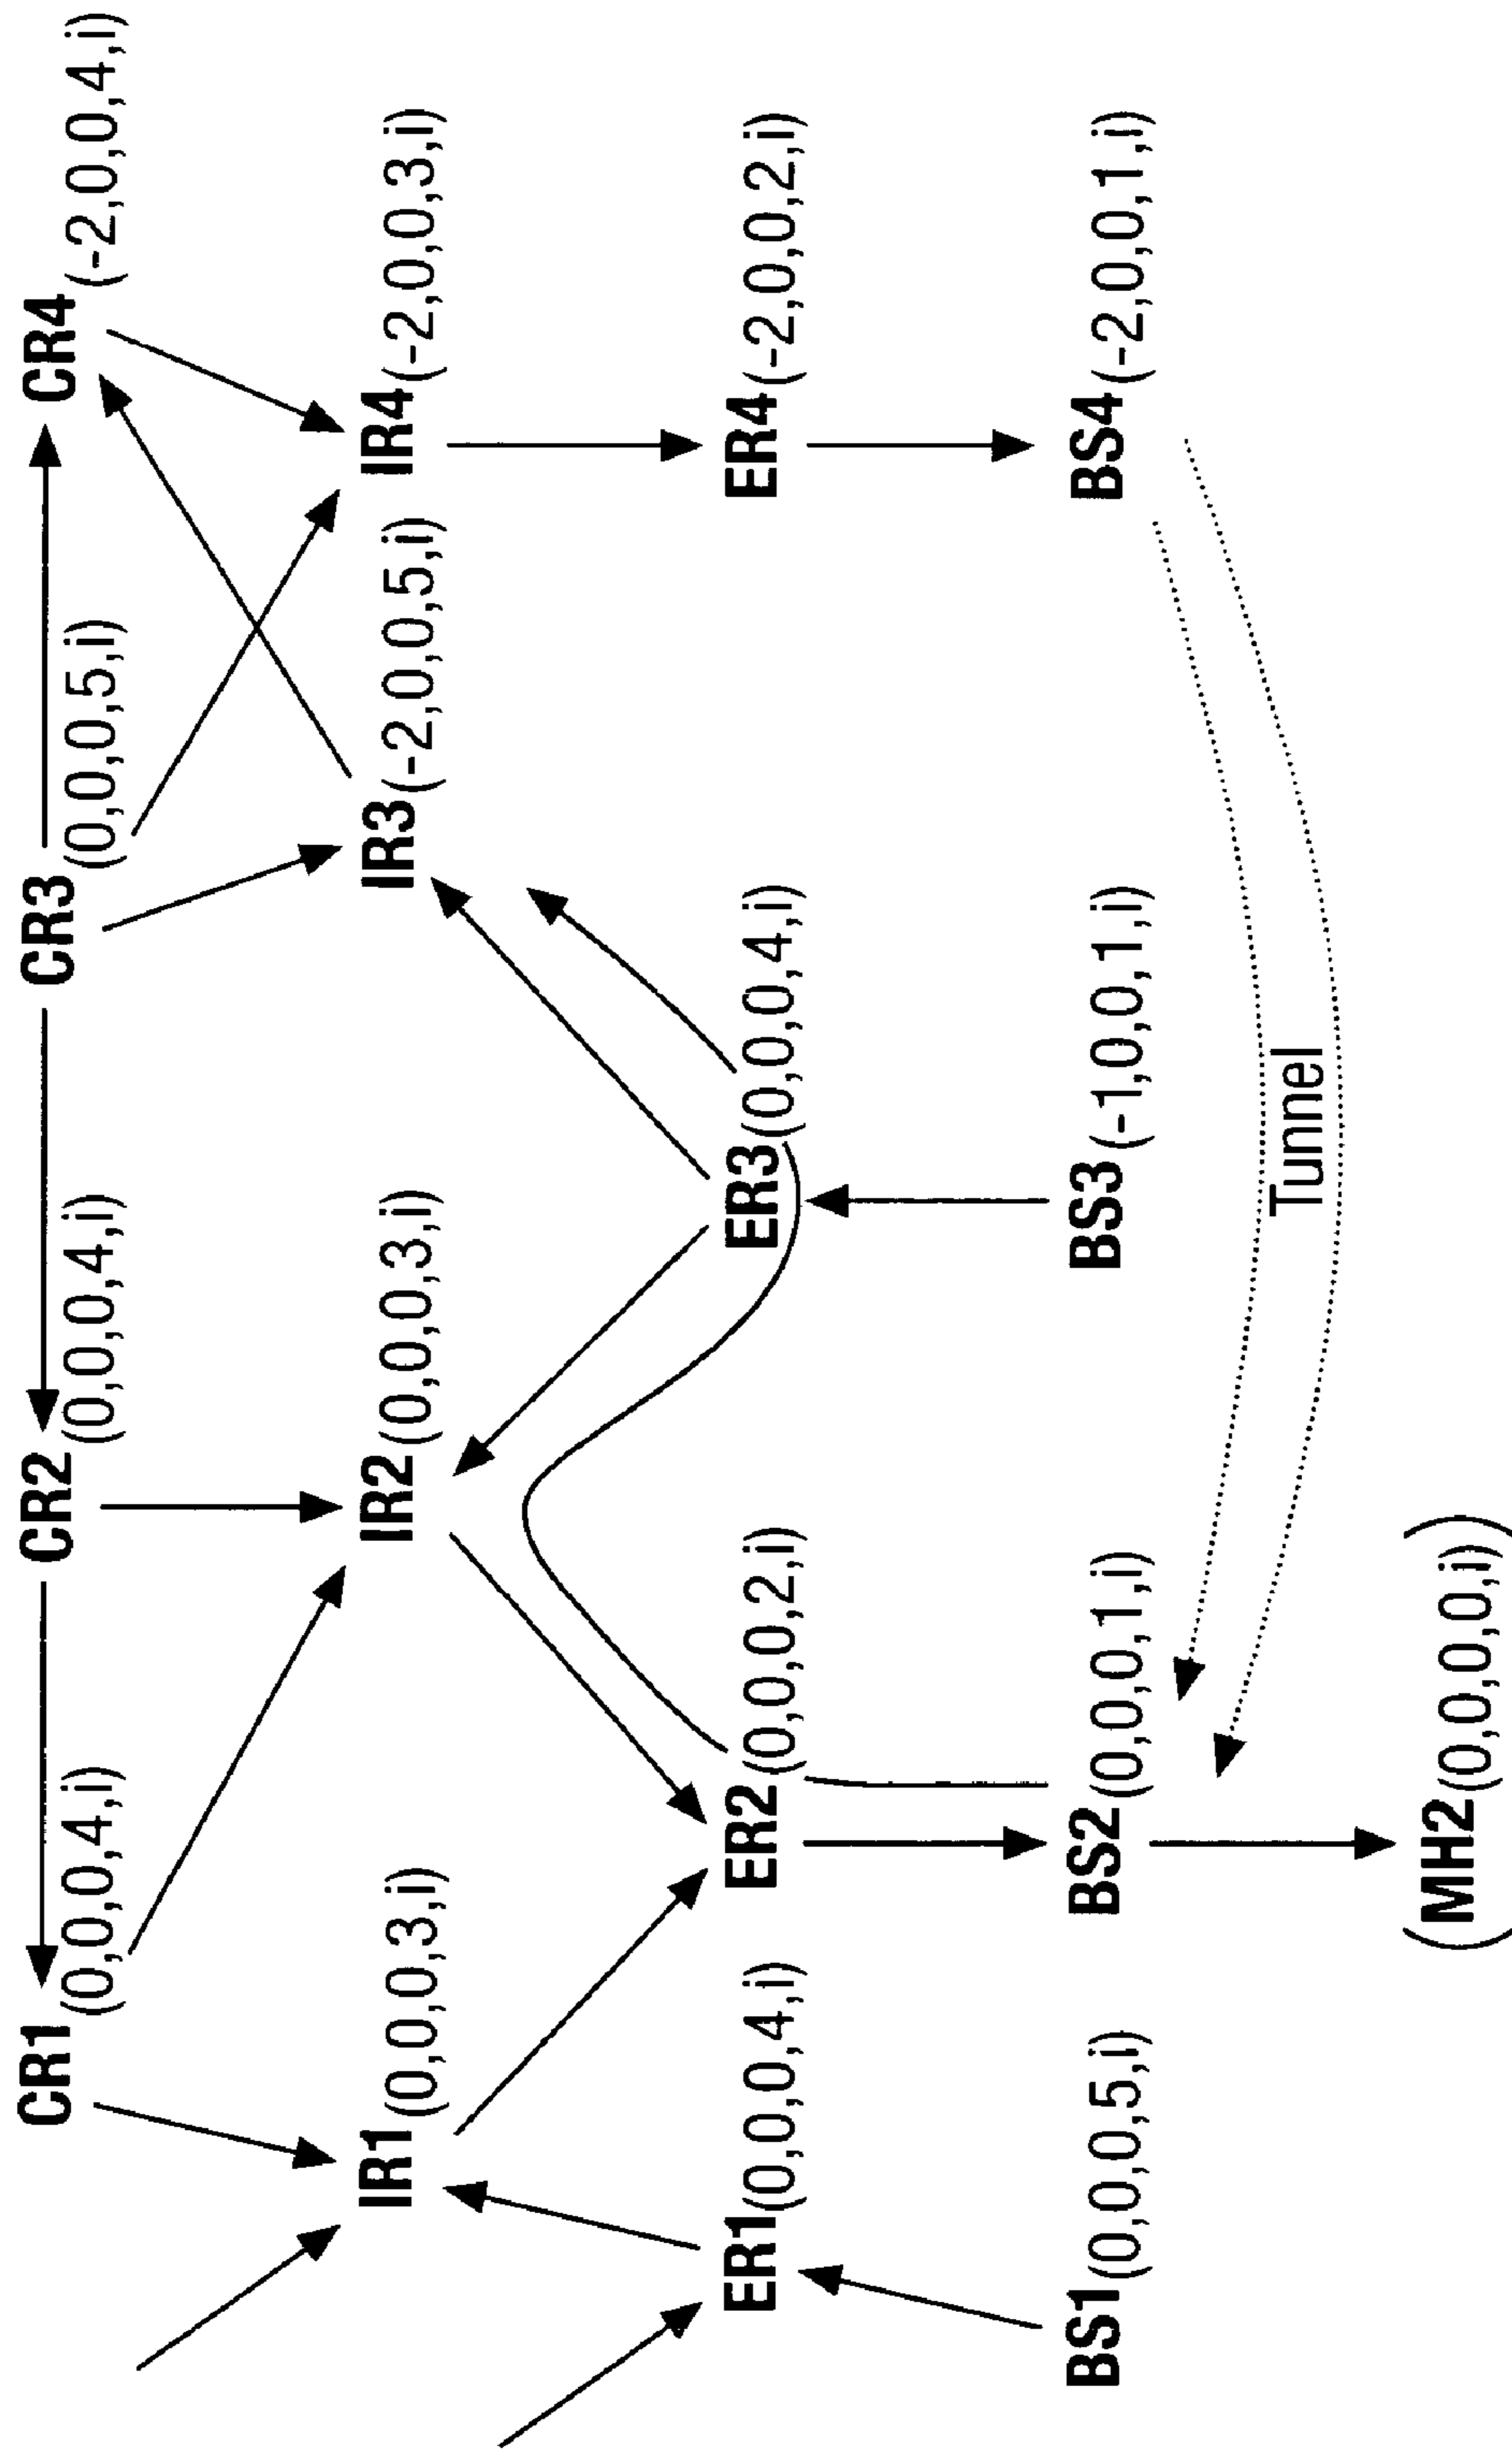 CR1 (0,0,0,4,i)
CR2 (0,0,0,4,i)
CR3 (0,0,0,5,i)
CR4 (-2,0,0,4,i)
IR1 (0,0,0,3,i)
IR2 (0,0,0,3,i)
IR3 (-2,0,0,5,i)
IR4 (-2,0,0,3,i)
ER1 (0,0,0,4,i)
ER2 (0,0,0,2,i)
ER3 (0,0,0,4,i)
ER4 (-2,0,0,2,i)
BS1 (0,0,0,5,i)
BS2 (0,0,0,1,i)
BS3 (-1,0,0,1,i)
BS4 (-2,0,0,1,i)
Tunnel
(MH2 (0,0,0,0,i))